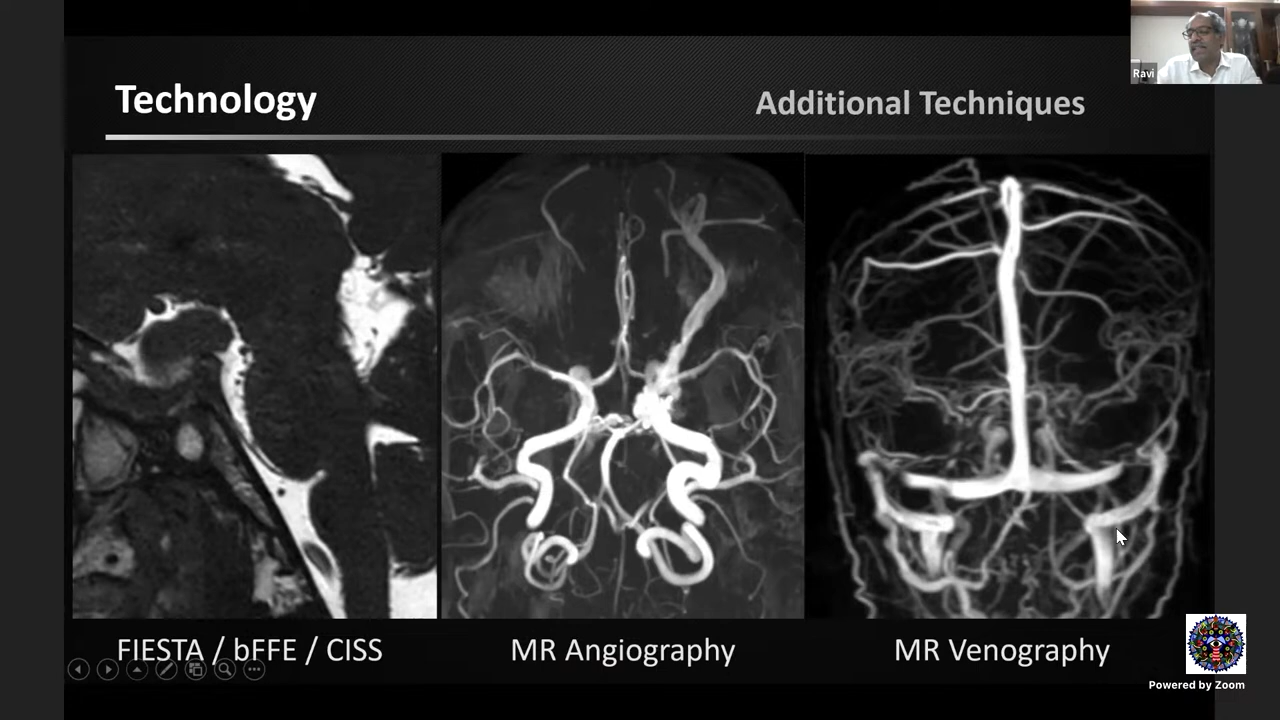 Ravi
Technology
Additional Techniques
FIESTA / bFFE / CISS
MR Angiography
MR Venography
Powered by Zoom